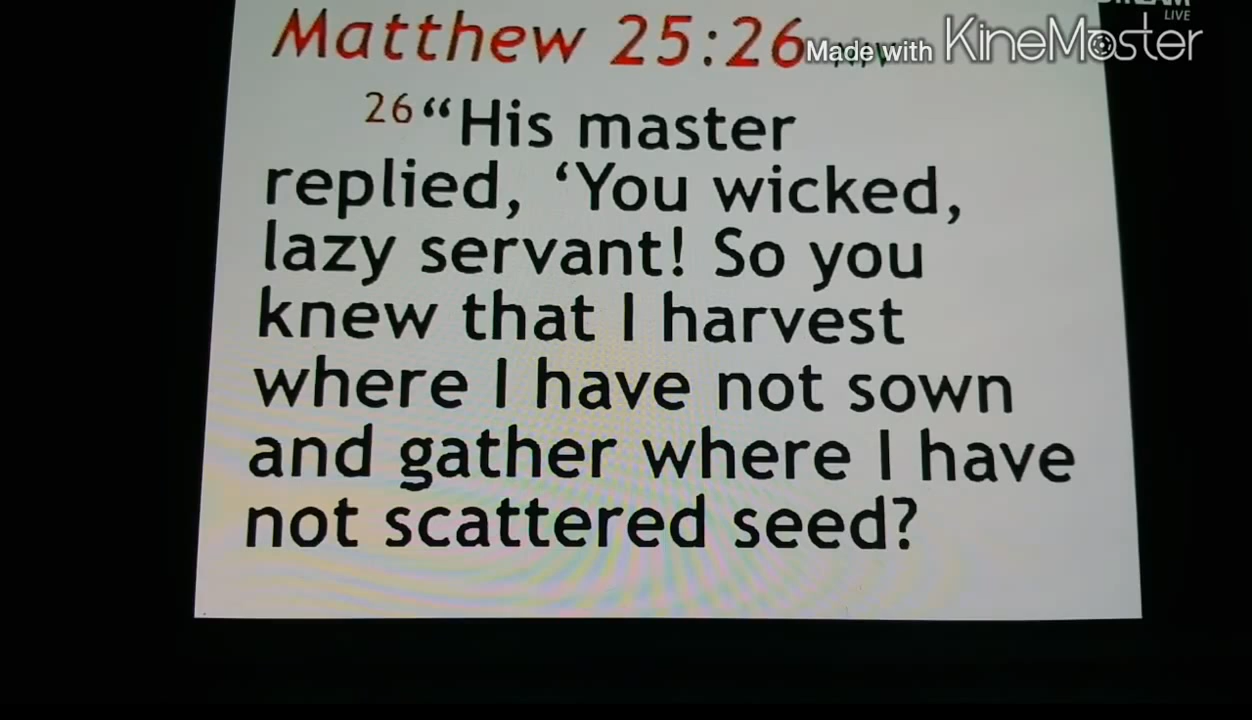 LIVE
Matthew 25:26
Made with KineMaster
26 “His master
replied, ‘You wicked,
lazy servant! So you
knew that I harvest
where I have not sown
and gather where I have
not scattered seed?